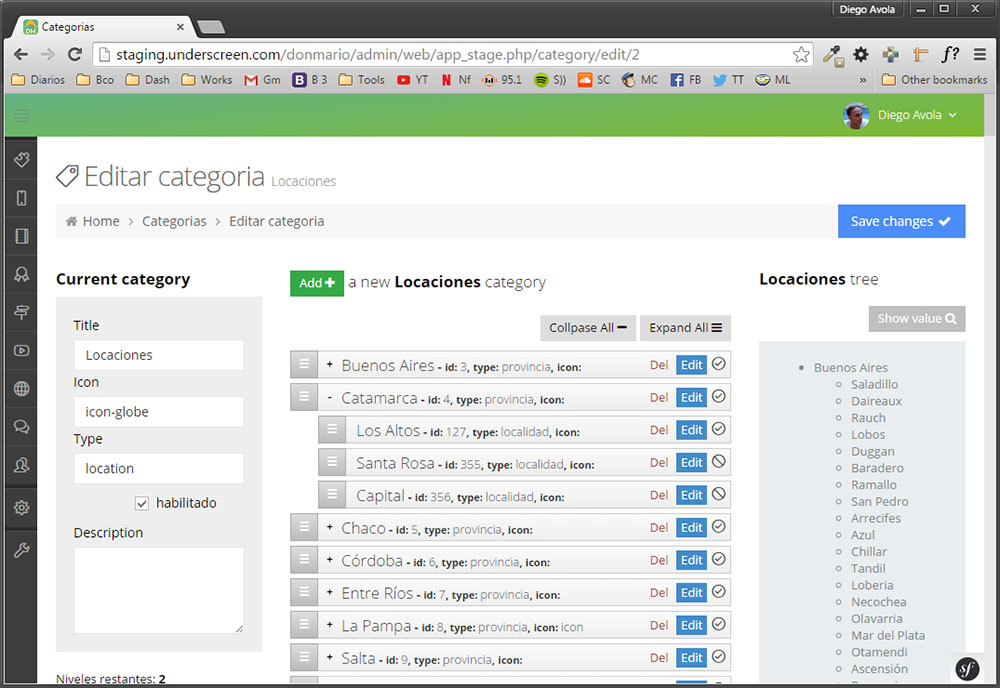 Diego Avola
Categorias
staging.underscreen.com/donmario/admin/web/app_stage.php/category/edit/2
f?
Diarios Bco Dash Works Gm B 3 Tools YT Nf 95.1 S)) SC MC FB TT ML » Other bookmarks
Diego Avola
Editar categoria Locaciones
Home > Categorias > Editar categoria
Save changes
Current category
Title
Locaciones
Icon
icon-globe
Type
location
habilitado
Description
Niveles restantes: 2
Add+ a new Locaciones category
Collpase All − Expand All
+ Buenos Aires - id: 3, type: provincia, icon: Del Edit
- Catamarca - id: 4, type: provincia, icon: Del Edit
Los Altos - id: 127, type: localidad, icon: Del Edit
Santa Rosa - id: 355, type: localidad, icon: Del Edit
Capital - id: 356, type: localidad, icon: Del Edit
+ Chaco - id: 5, type: provincia, icon: Del Edit
+ Córdoba - id: 6, type: provincia, icon: Del Edit
+ Entre Ríos - id: 7, type: provincia, icon: Del Edit
+ La Pampa - id: 8, type: provincia, icon: icon Del Edit
+ Salta - id: 9, type: provincia, icon: Del Edit
Locaciones tree
Show value
Buenos Aires
Saladillo
Daireaux
Rauch
Lobos
Duggan
Baradero
Ramallo
San Pedro
Arrecifes
Azul
Chillar
Tandil
Loberia
Necochea
Olavarria
Mar del Plata
Otamendi
Ascensión
sf